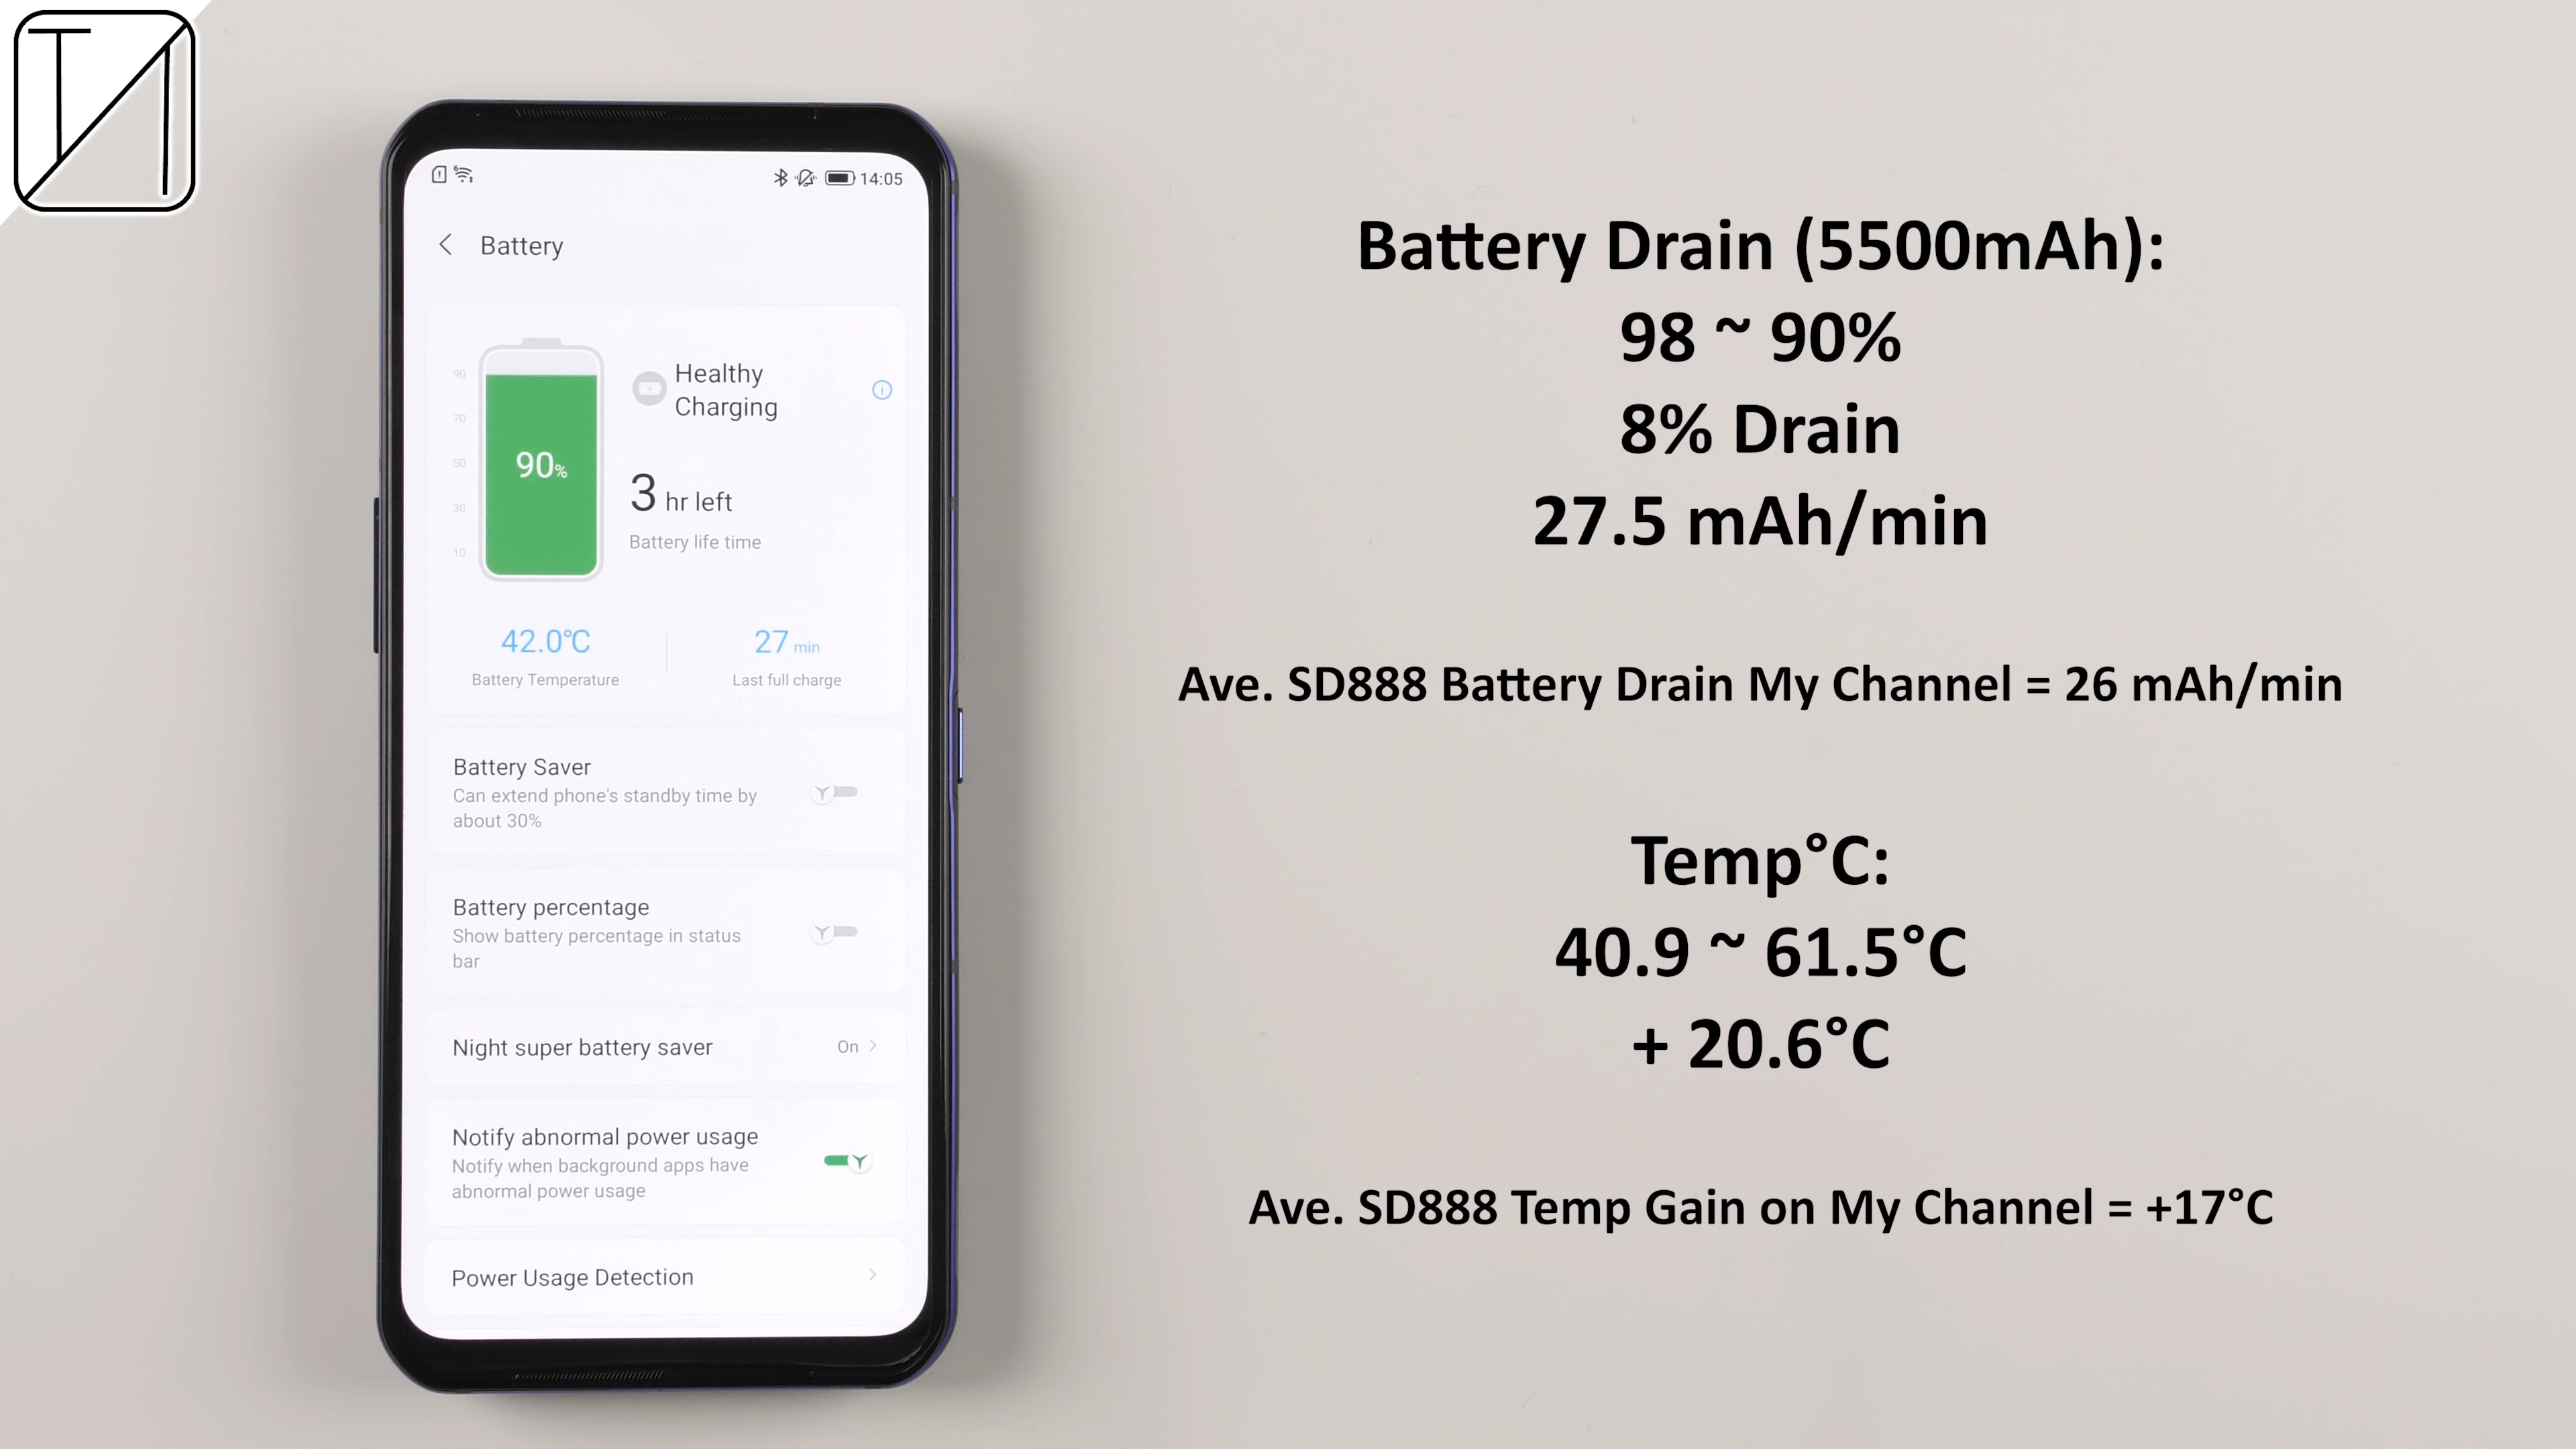 T1
14:05
Battery
90
70
50
30
10
90%
Healthy
Charging
3 hr left
Battery life time
42.0°C
Battery Temperature
27 min
Last full charge
Battery Saver
Can extend phone's standby time by
about 30%
Battery percentage
Show battery percentage in status
bar
Night super battery saver
On
Notify abnormal power usage
Notify when background apps have
abnormal power usage
Power Usage Detection
Battery Drain (5500mAh):
98 ~ 90%
8% Drain
27.5 mAh/min
Ave. SD888 Battery Drain My Channel = 26 mAh/min
Temp°C:
40.9 ~ 61.5°C
+ 20.6°C
Ave. SD888 Temp Gain on My Channel = +17°C